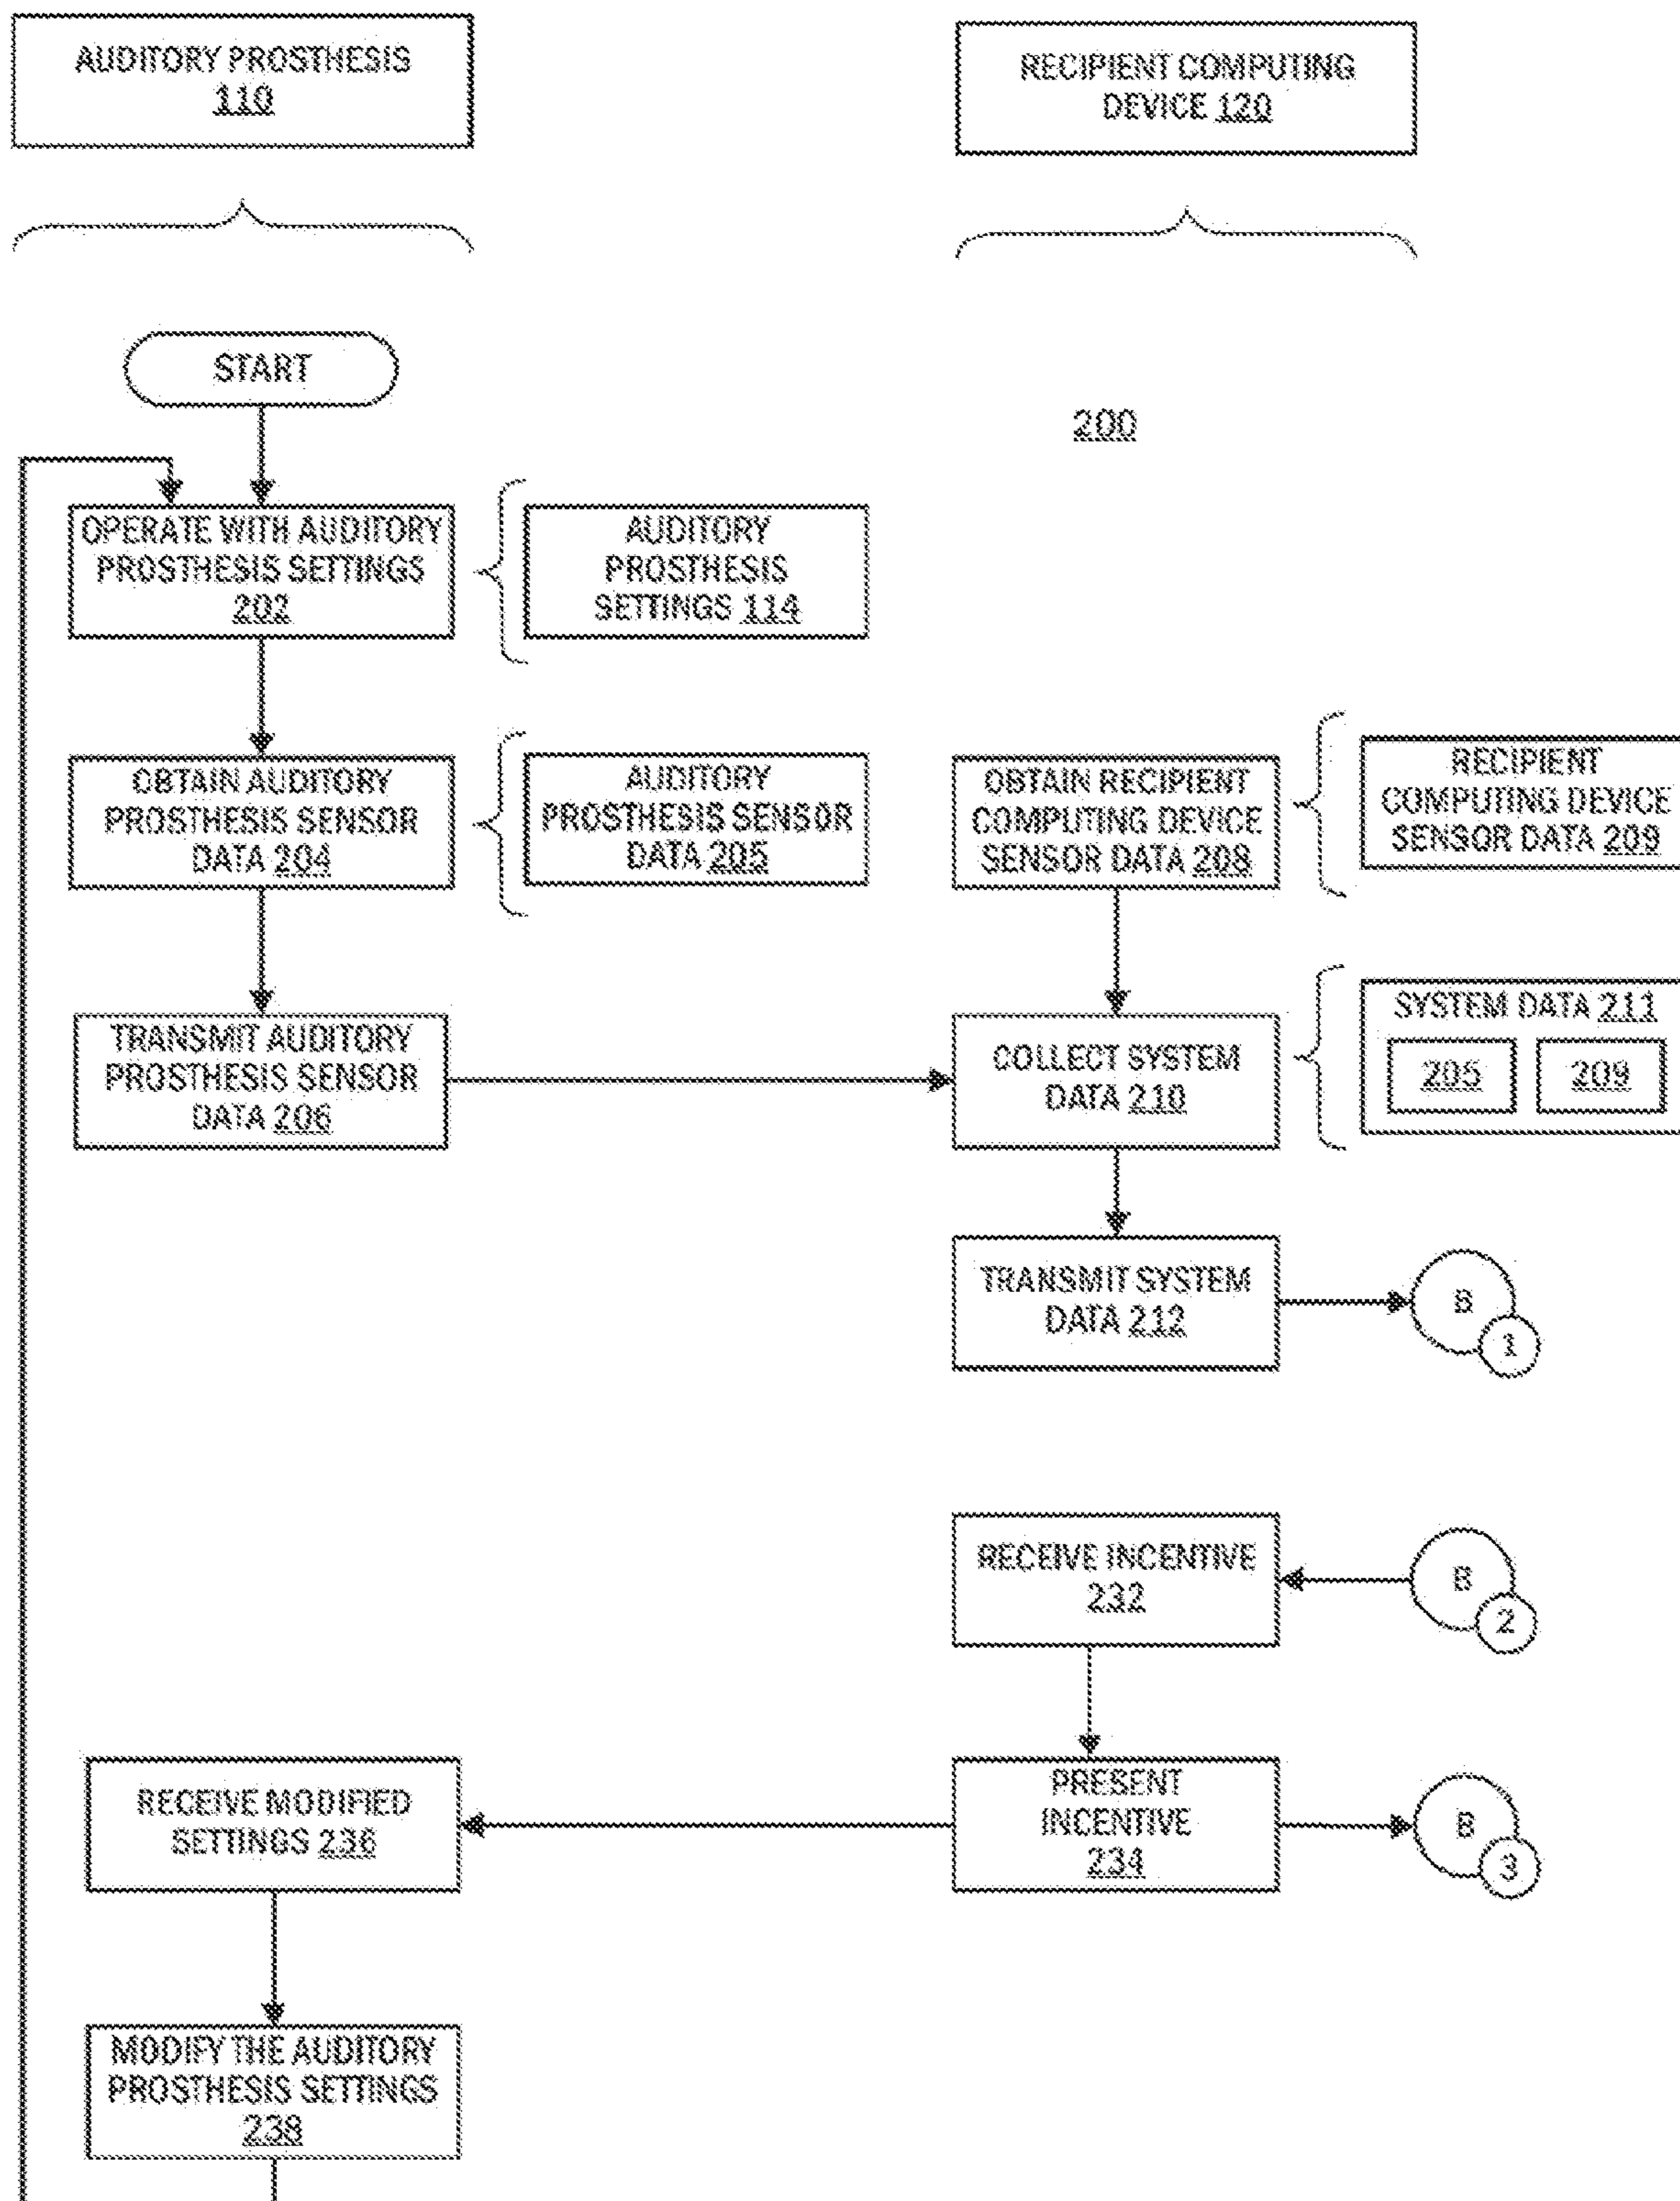 AUDITORY PROSTHESIS
110
RECIPIENT COMPUTING
DEVICE 120
START
200
OPERATE WITH AUDITORY
PROSTHESIS SETTINGS
202
AUDITORY
PROSTHESIS
SETTINGS 114
OBTAIN AUDITORY
PROSTHESIS SENSOR
DATA 204
AUDITORY
PROSTHESIS SENSOR
DATA 205
OBTAIN RECIPIENT
COMPUTING DEVICE
SENSOR DATA 208
RECIPIENT
COMPUTING DEVICE
SENSOR DATA 209
TRANSMIT AUDITORY
PROSTHESIS SENSOR
DATA 206
COLLECT SYSTEM
DATA 210
SYSTEM DATA 211
205 209
TRANSMIT SYSTEM
DATA 212
B
1
RECEIVE INCENTIVE
232
B
2
RECEIVE MODIFIED
SETTINGS 236
PRESENT
INCENTIVE
234
B
3
MODIFY THE AUDITORY
PROSTHESIS SETTINGS
238